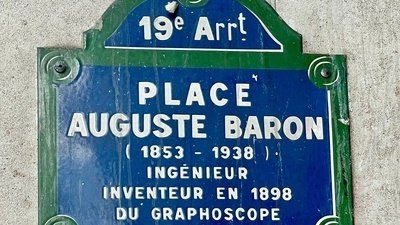 19e Arrt
PLACE
AUGUSTE BARON
( 1853 - 1938 )
INGÉNIEUR
INVENTEUR EN 1898
DU GRAPHOSCOPE